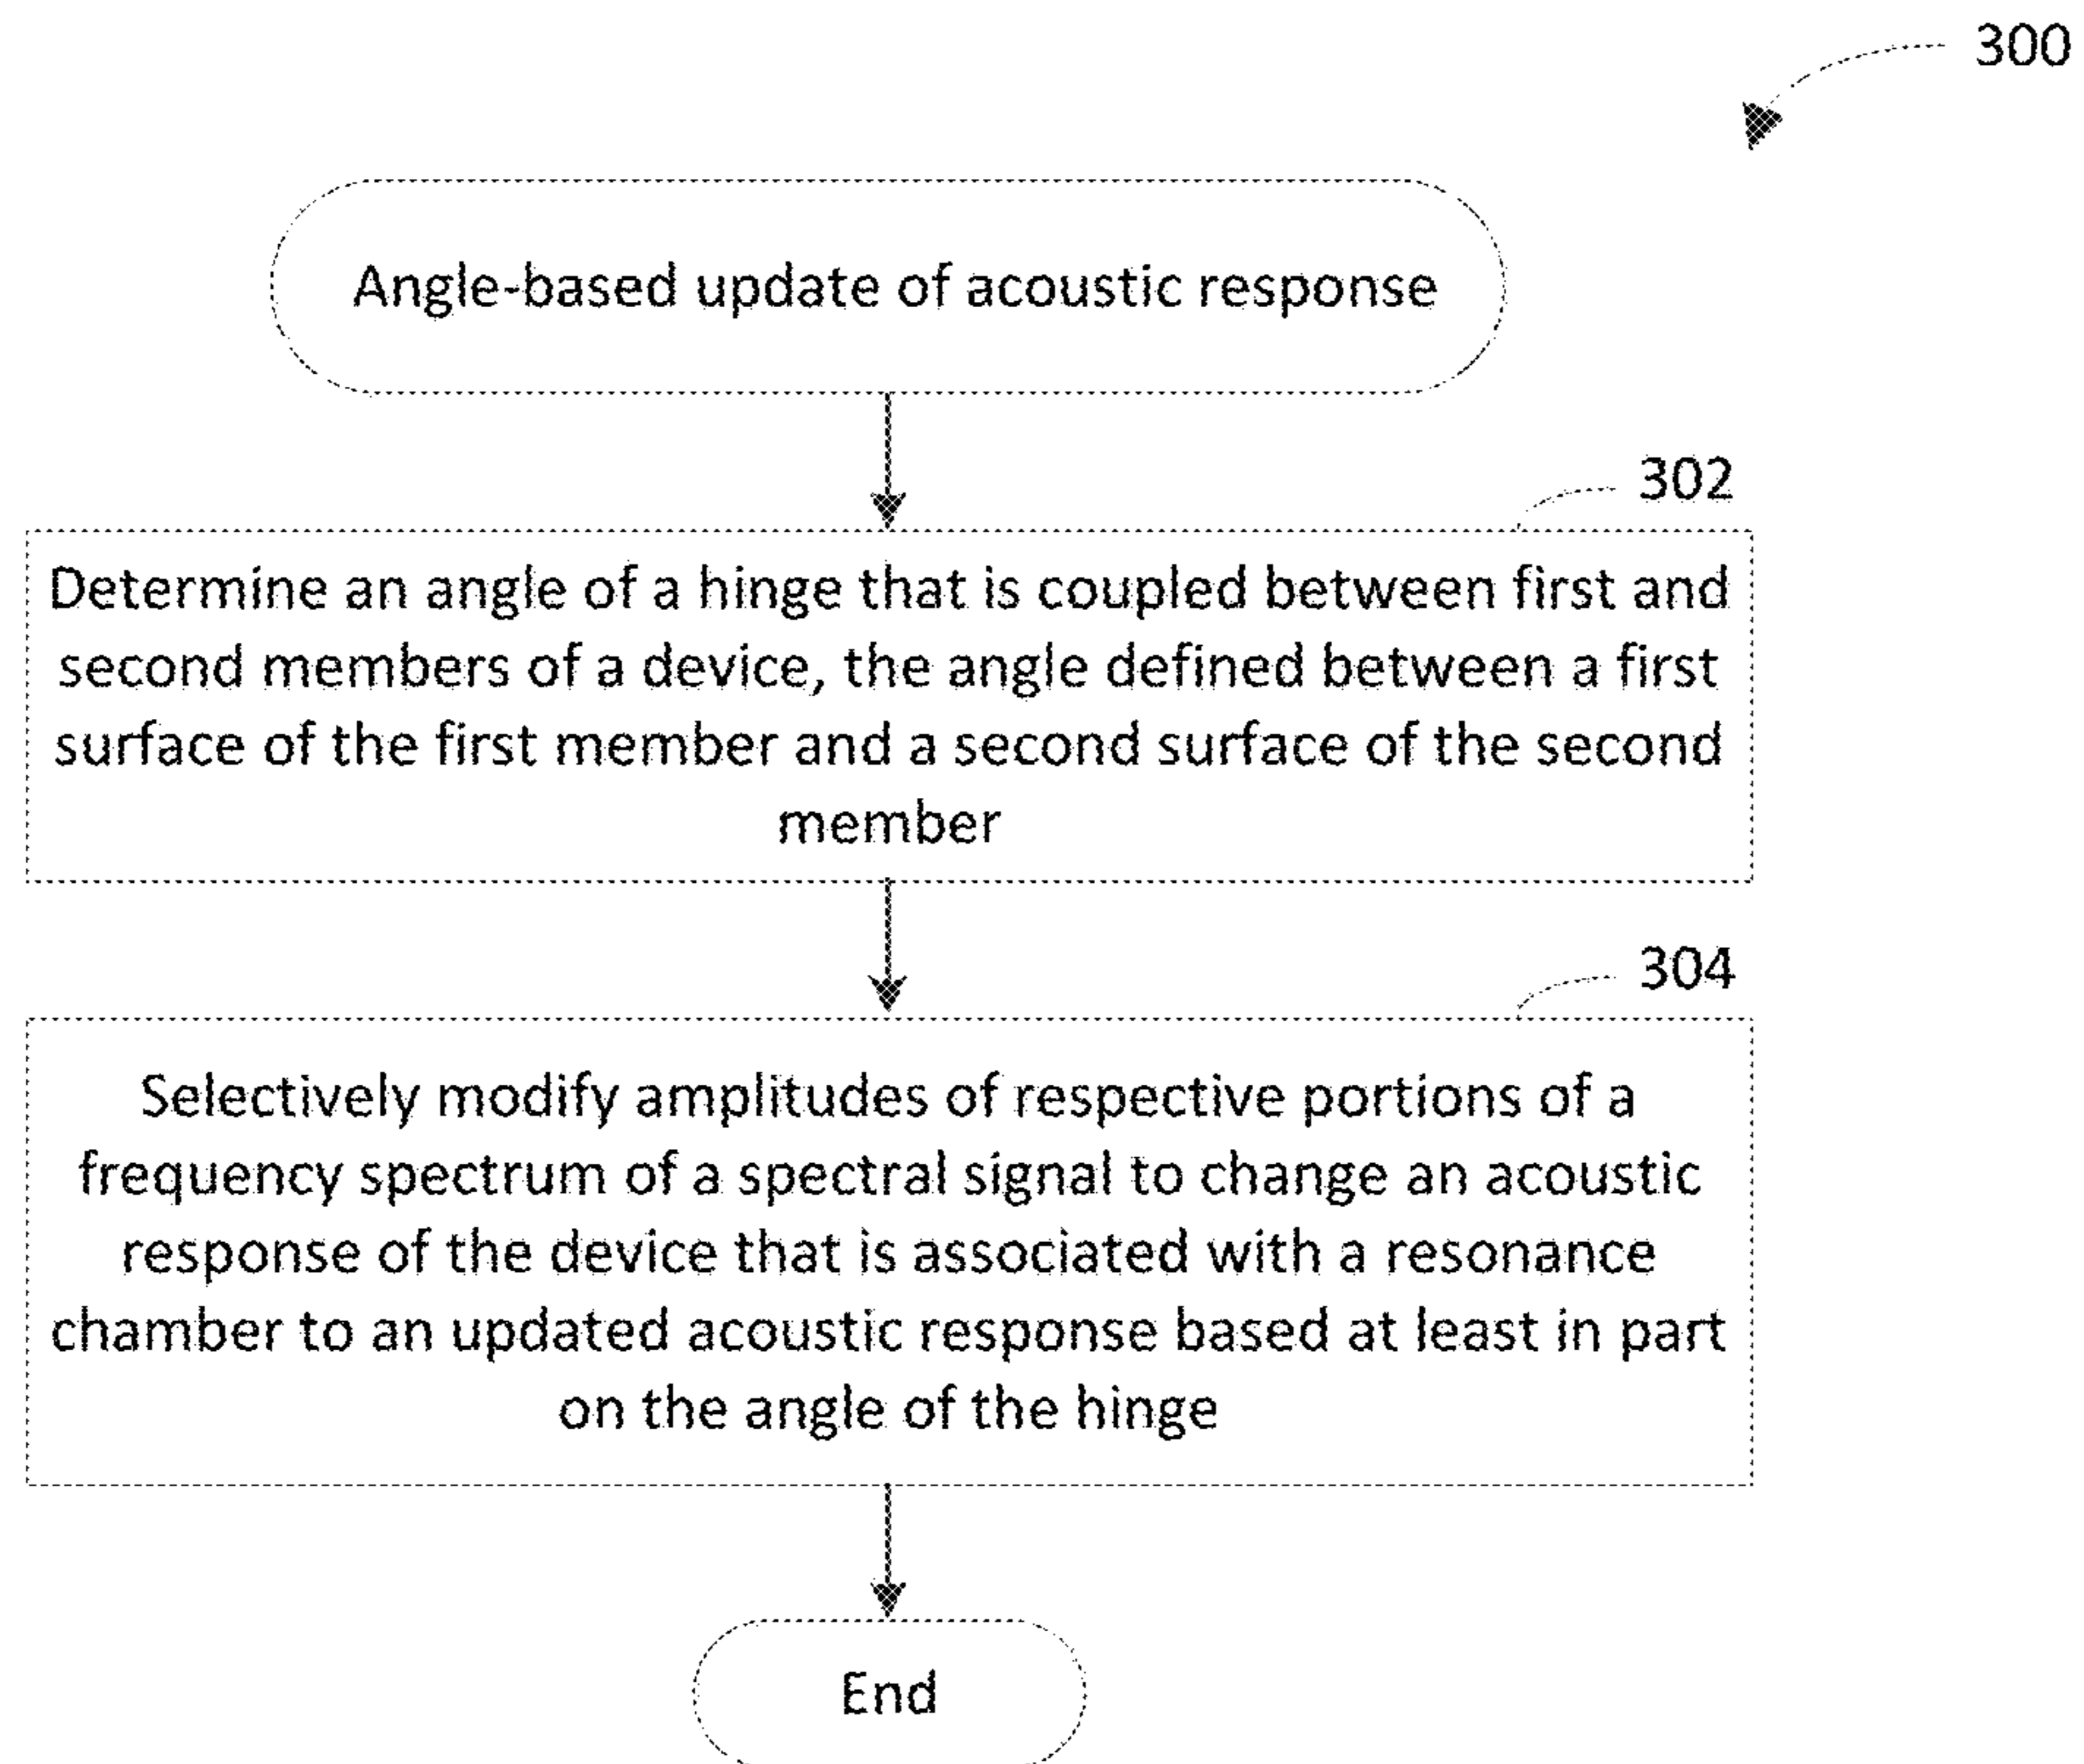 300
Angle-based update of acoustic response
302
Determine an angle of a hinge that is coupled between first and
second members of a device, the angle defined between a first
surface of the first member and a second surface of the second
member
304
Selectively modify amplitudes of respective portions of a
frequency spectrum of a spectral signal to change an acoustic
response of the device that is associated with a resonance
chamber to an updated acoustic response based at least in part
on the angle of the hinge
End